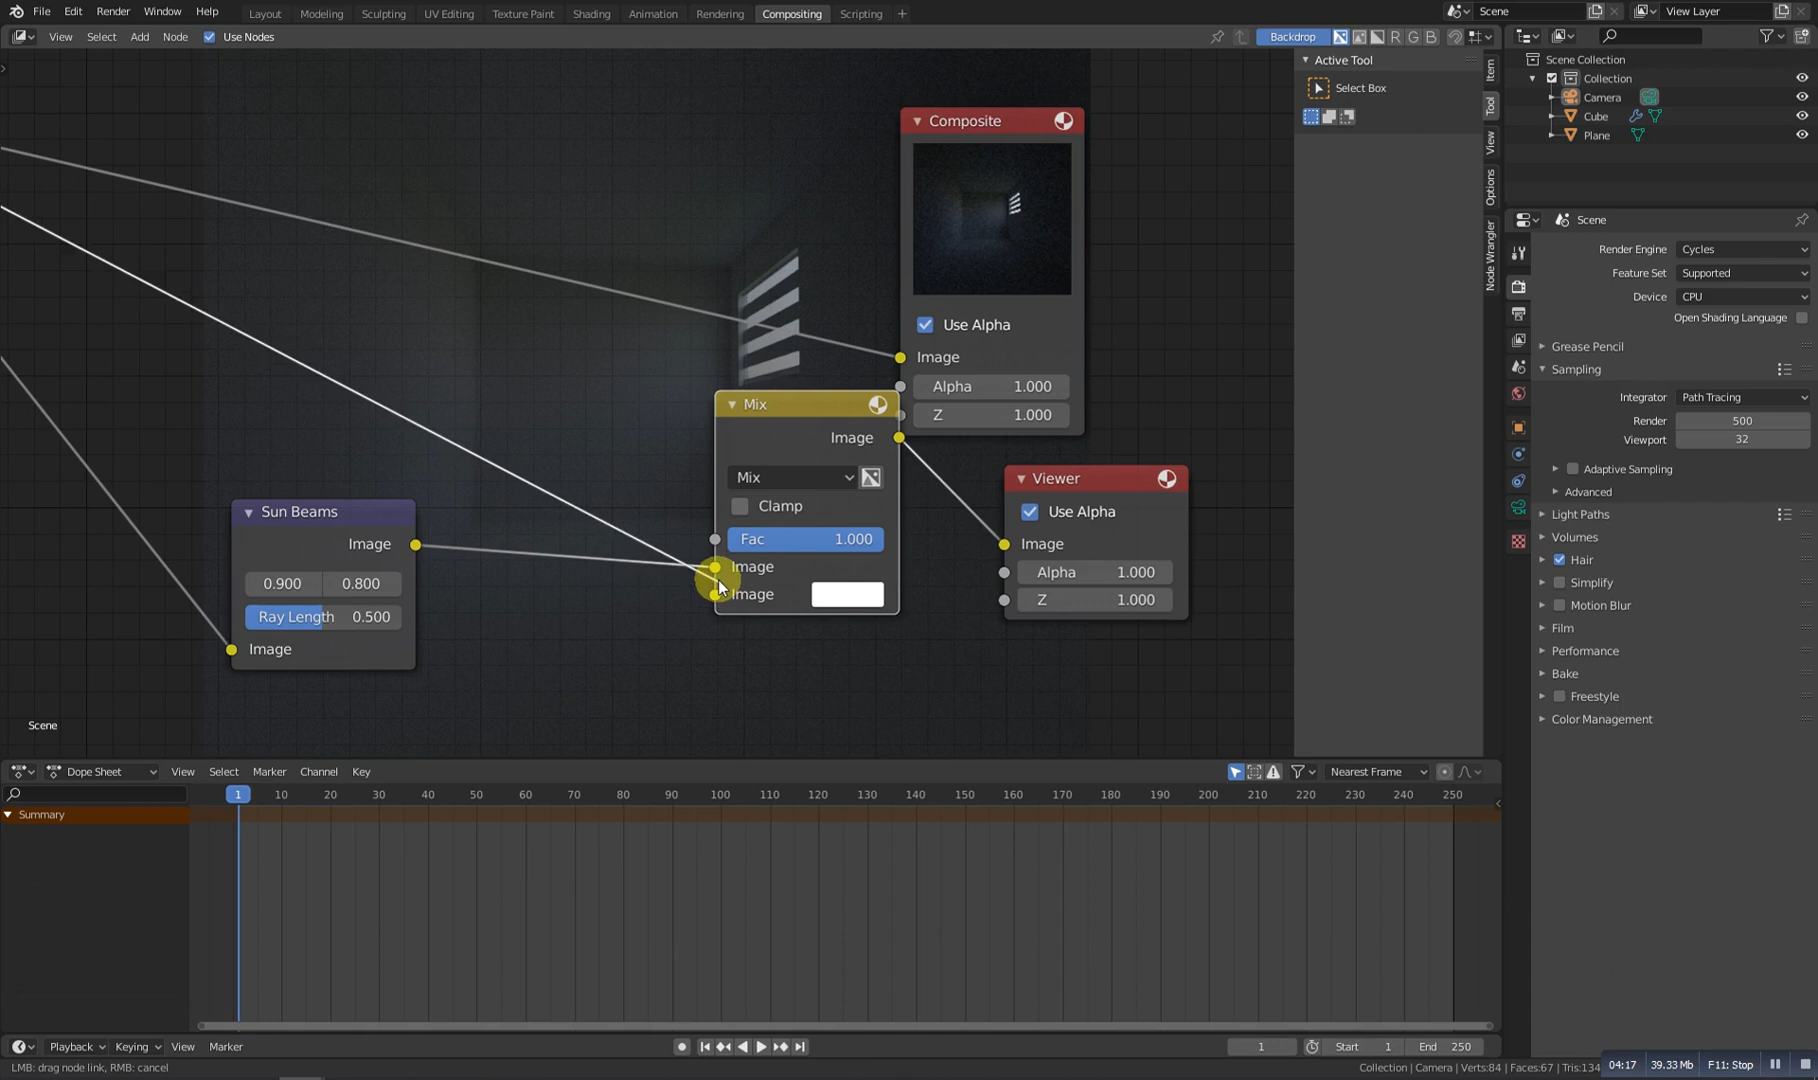 File Edit Render Window Help Layout Modeling Sculpting UV Editing Texture Paint Shading Animation Rendering Compositing Scripting + Scene View Layer
View Select Add Node Use Nodes Backdrop R G B
Active Tool
Select Box
Item
Tool
View
Options
Node Wrangler
Scene Collection
Collection
Camera
Cube
Plane
Scene
Render Engine Cycles
Feature Set Supported
Device CPU
Open Shading Language
Grease Pencil
Sampling
Integrator Path Tracing
Render 500
Viewport 32
Adaptive Sampling
Advanced
Light Paths
Volumes
Hair
Simplify
Motion Blur
Film
Performance
Bake
Freestyle
Color Management
Composite
Use Alpha
Image
Alpha 1.000
Z 1.000
Mix
Image
Mix
Clamp
Fac 1.000
Image
Image
Viewer
Use Alpha
Image
Alpha 1.000
Z 1.000
Sun Beams
Image
0.900 0.800
Ray Length 0.500
Image
Scene
Dope Sheet View Select Marker Channel Key Nearest Frame
1 10 20 30 40 50 60 70 80 90 100 110 120 130 140 150 160 170 180 190 200 210 220 230 240 250
Summary
Playback Keying View Marker 1 Start 1 End 250
LMB: drag node link, RMB: cancel
Collection | Camera | Verts:84 | Faces:67 | Tris:134
04:17 39.33 Mb F11: Stop